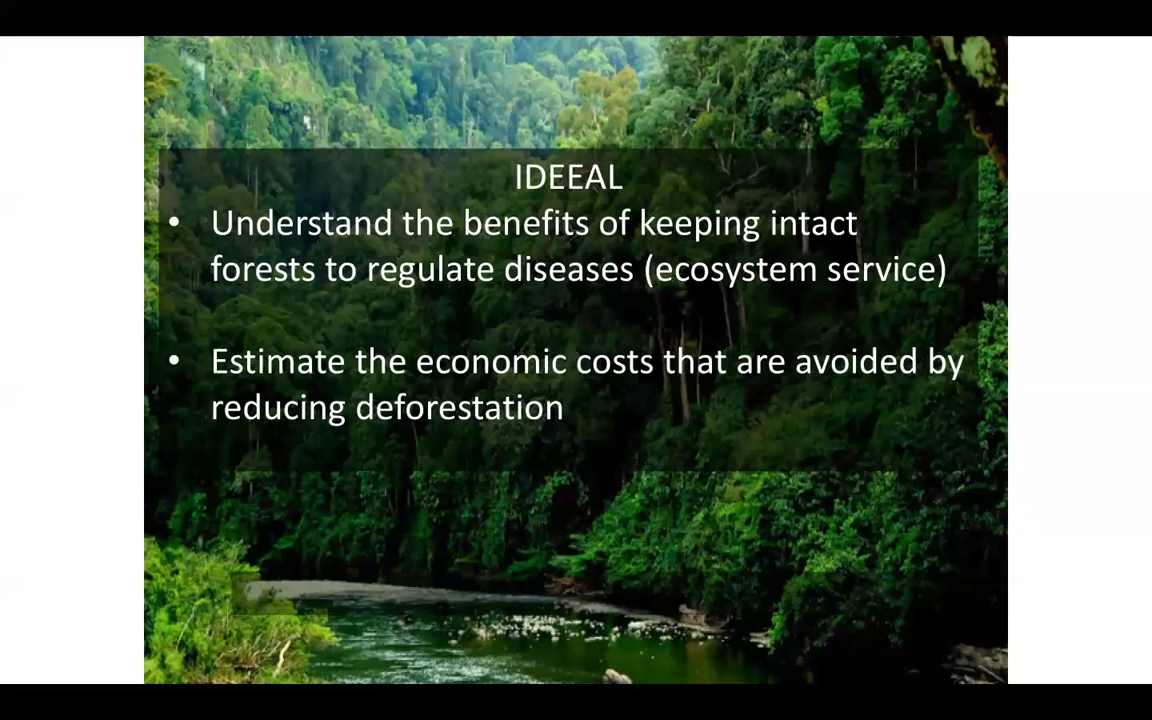 IDEEAL
• Understand the benefits of keeping intact
forests to regulate diseases (ecosystem service)
• Estimate the economic costs that are avoided by
reducing deforestation